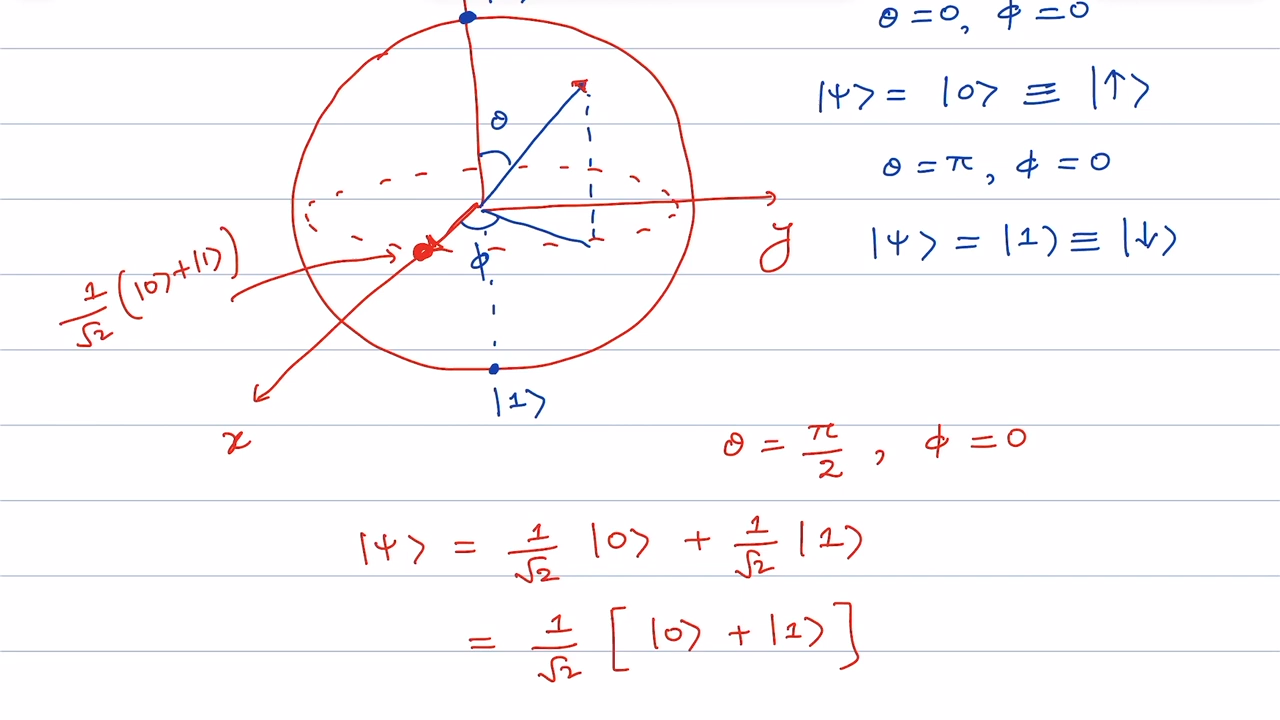 θ = 0, ϕ = 0
|ψ⟩ = |0⟩ ≡ |↑⟩
θ = π, ϕ = 0
|ψ⟩ = |1⟩ ≡ |↓⟩
θ
ϕ
y
1/√2 (|0⟩+|1⟩)
|1⟩
x
θ = π/2, ϕ = 0
|ψ⟩ = 1/√2 |0⟩ + 1/√2 |1⟩
= 1/√2 [ |0⟩ + |1⟩ ]